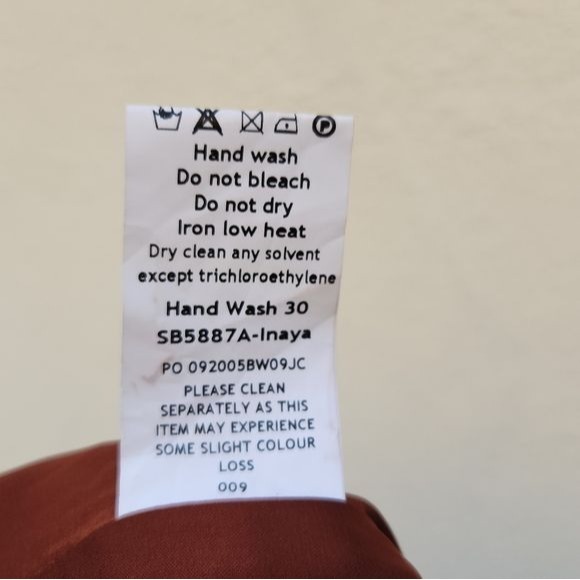 P
Hand wash
Do not bleach
Do not dry
Iron low heat
Dry clean any solvent
except trichloroethylene
Hand Wash 30
SB5887A-Inaya
PO 092005BW09JC
PLEASE CLEAN
SEPARATELY AS THIS
ITEM MAY EXPERIENCE
SOME SLIGHT COLOUR
LOSS
009